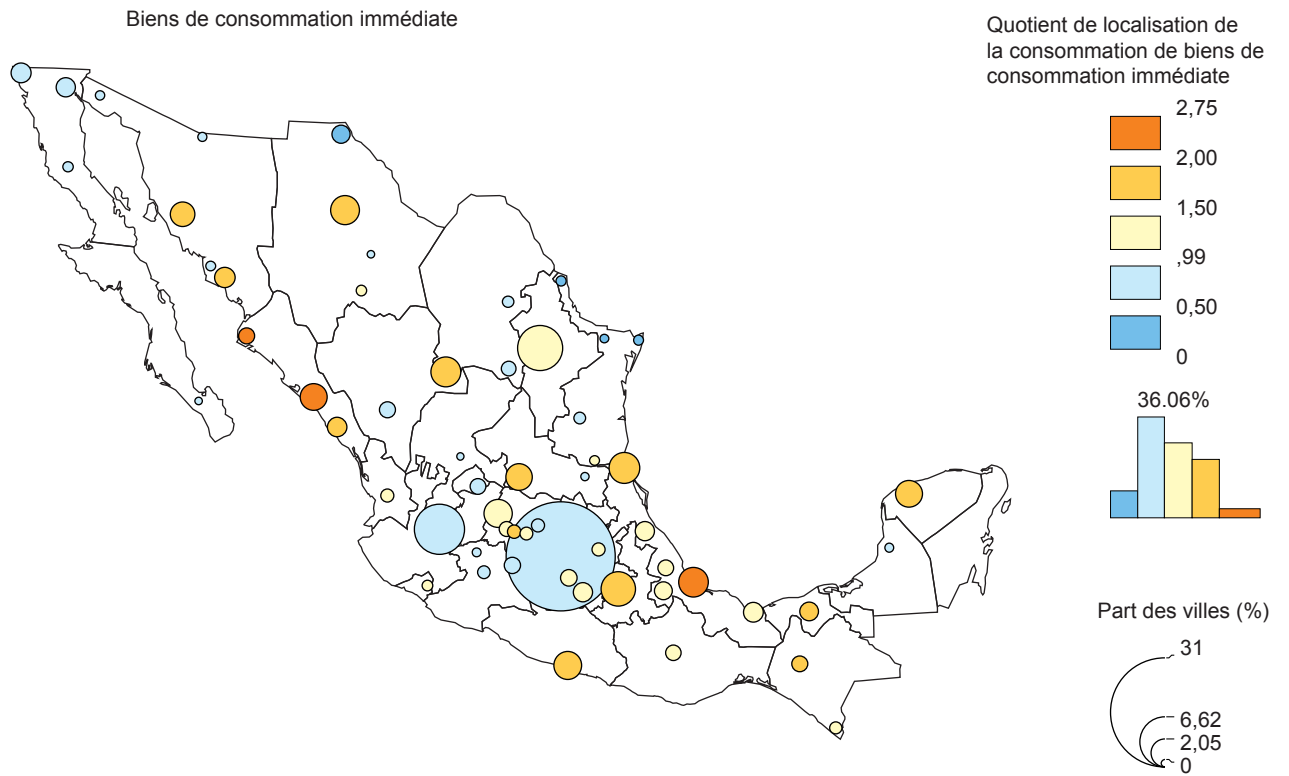 Biens de consommation immédiate
Quotient de localisation de
la consommation de biens de
consommation immédiate
2,75
2,00
1,50
,99
0,50
0
36.06%
Part des villes (%)
31
6,62
2,05
0